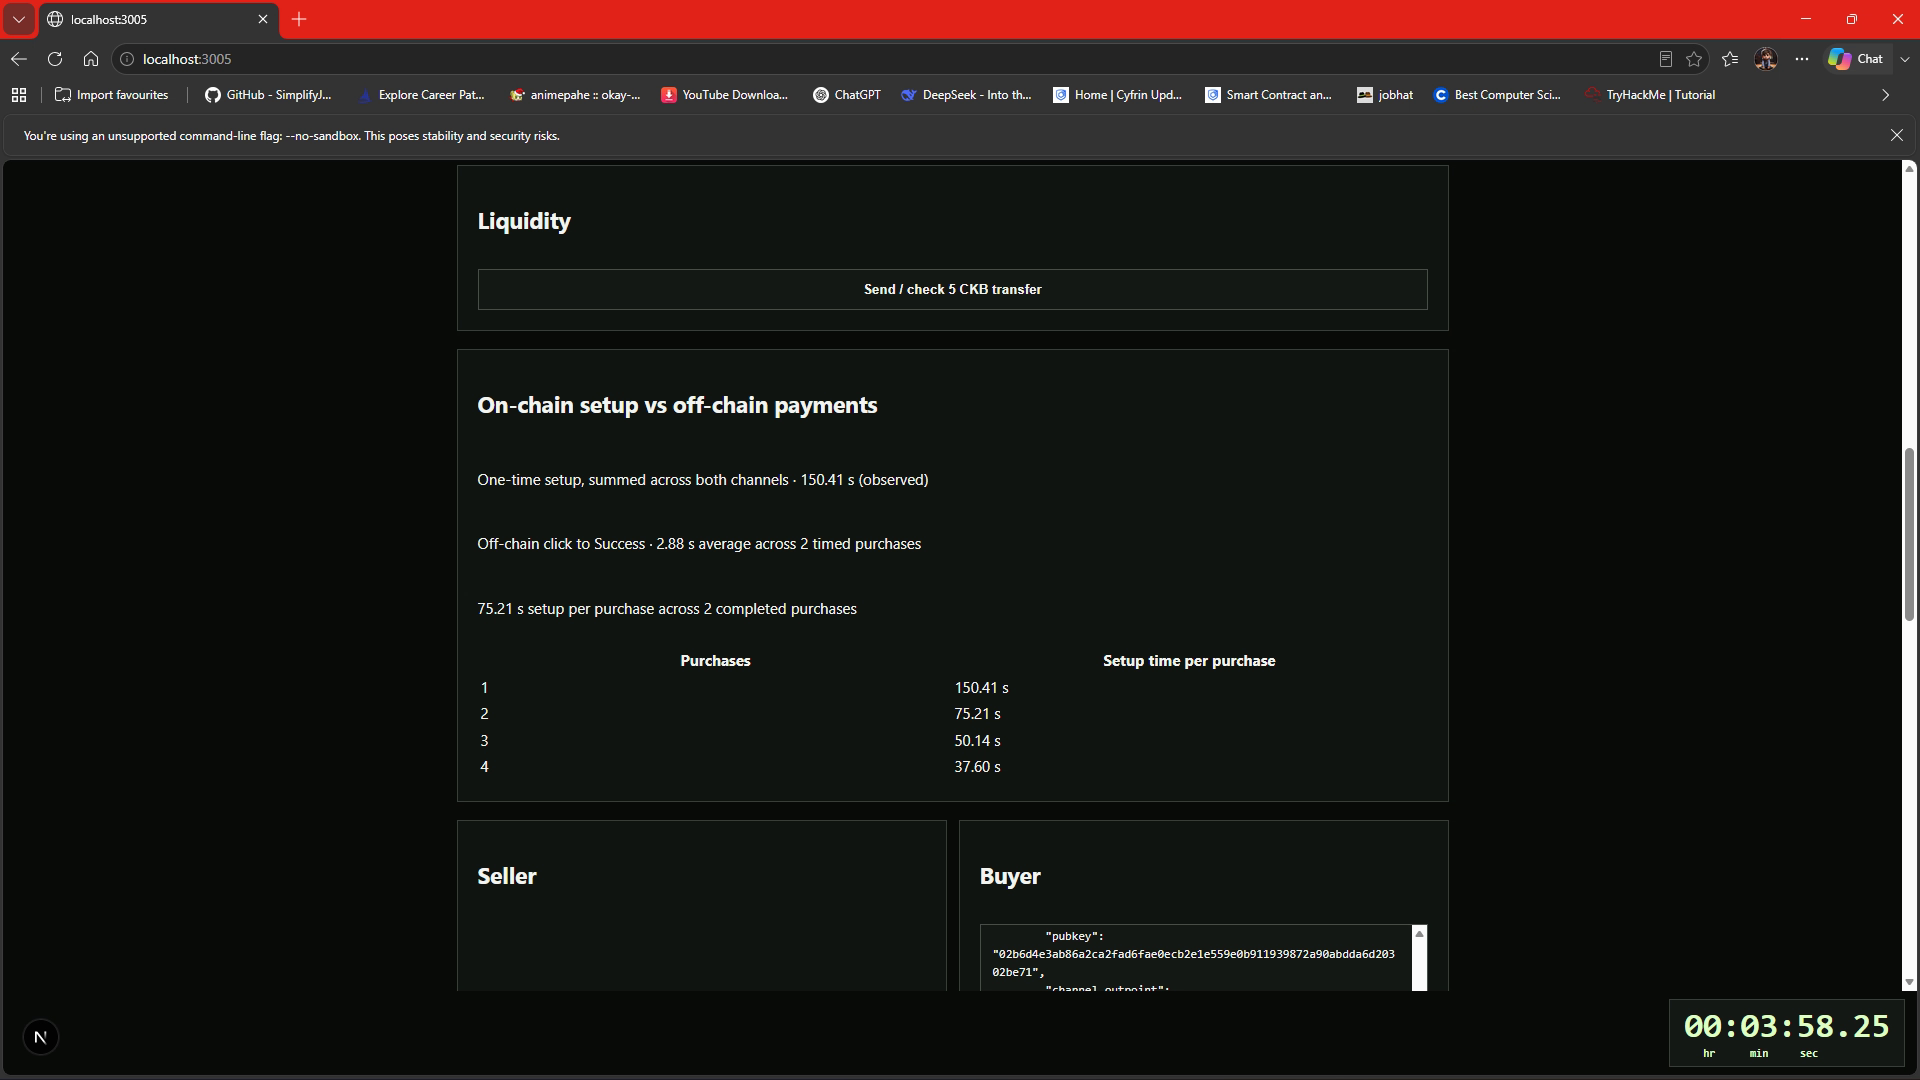 localhost:3005
localhost:3005
Chat
Import favourites
GitHub - SimplifyJ...
Explore Career Pat...
animepahe :: okay-...
YouTube Downloa...
ChatGPT
DeepSeek - Into th...
Home | Cyfrin Upd...
Smart Contract an...
jobhat
Best Computer Sci...
TryHackMe | Tutorial
You're using an unsupported command-line flag: --no-sandbox. This poses stability and security risks.
Liquidity
Send / check 5 CKB transfer
On-chain setup vs off-chain payments
One-time setup, summed across both channels · 150.41 s (observed)
Off-chain click to Success · 2.88 s average across 2 timed purchases
75.21 s setup per purchase across 2 completed purchases
Purchases Setup time per purchase
1 150.41 s
2 75.21 s
3 50.14 s
4 37.60 s
Seller
Buyer
"pubkey":
"02b6d4e3ab86a2ca2fad6fae0ecb2e1e559e0b911939872a90abdda6d203
02be71",
"channel_outpoint":
N
00:03:58.25
hr min sec